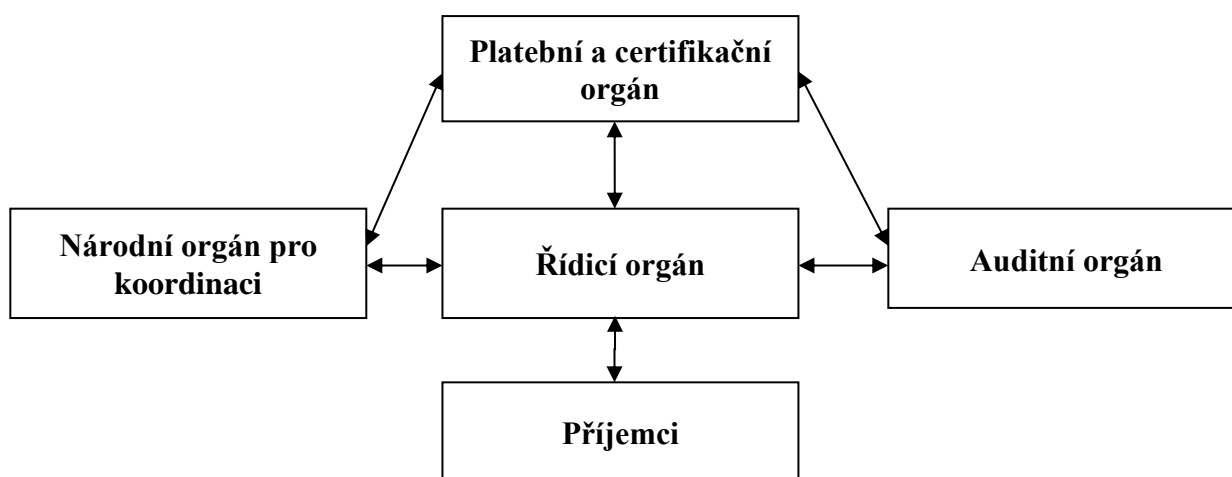 Platební a certifikační
orgán
Národní orgán pro
koordinaci
Řídicí orgán
Auditní orgán
Příjemci